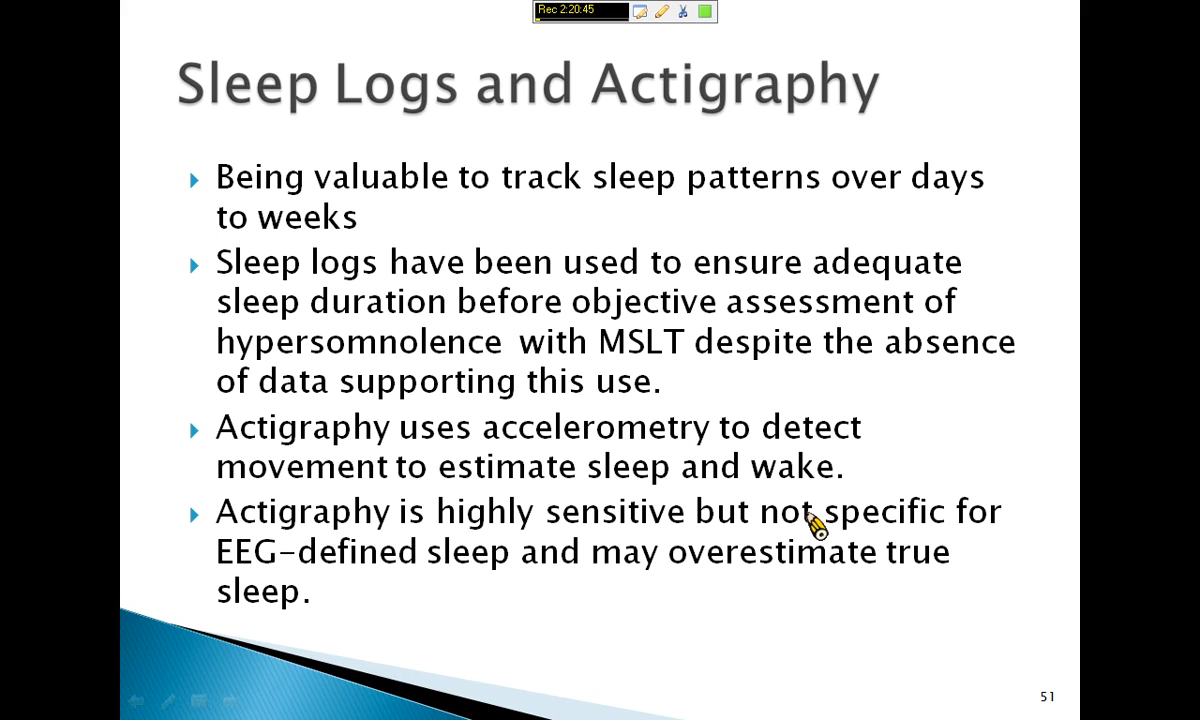 Rec 2:20:45
Sleep Logs and Actigraphy
Being valuable to track sleep patterns over days
to weeks
Sleep logs have been used to ensure adequate
sleep duration before objective assessment of
hypersomnolence with MSLT despite the absence
of data supporting this use.
Actigraphy uses accelerometry to detect
movement to estimate sleep and wake.
Actigraphy is highly sensitive but not specific for
EEG-defined sleep and may overestimate true
sleep.
51